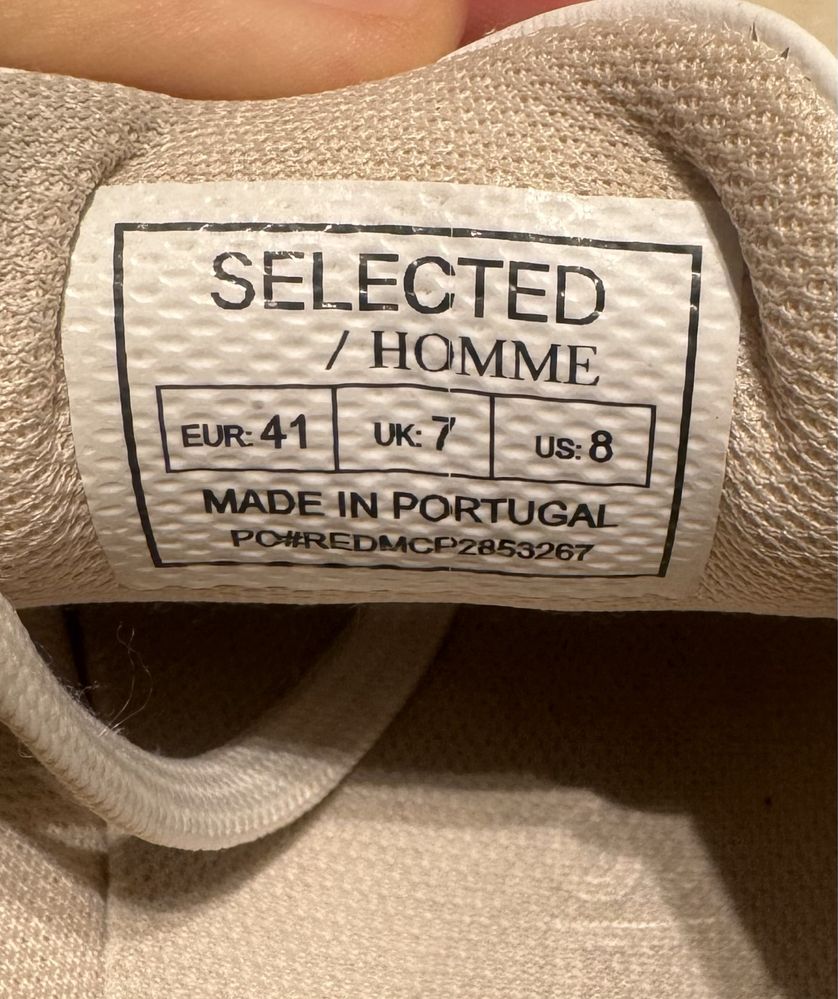 SELECTED
/ HOMME
EUR: 41 UK: 7 US: 8
MADE IN PORTUGAL
PC#REDMCP2853267